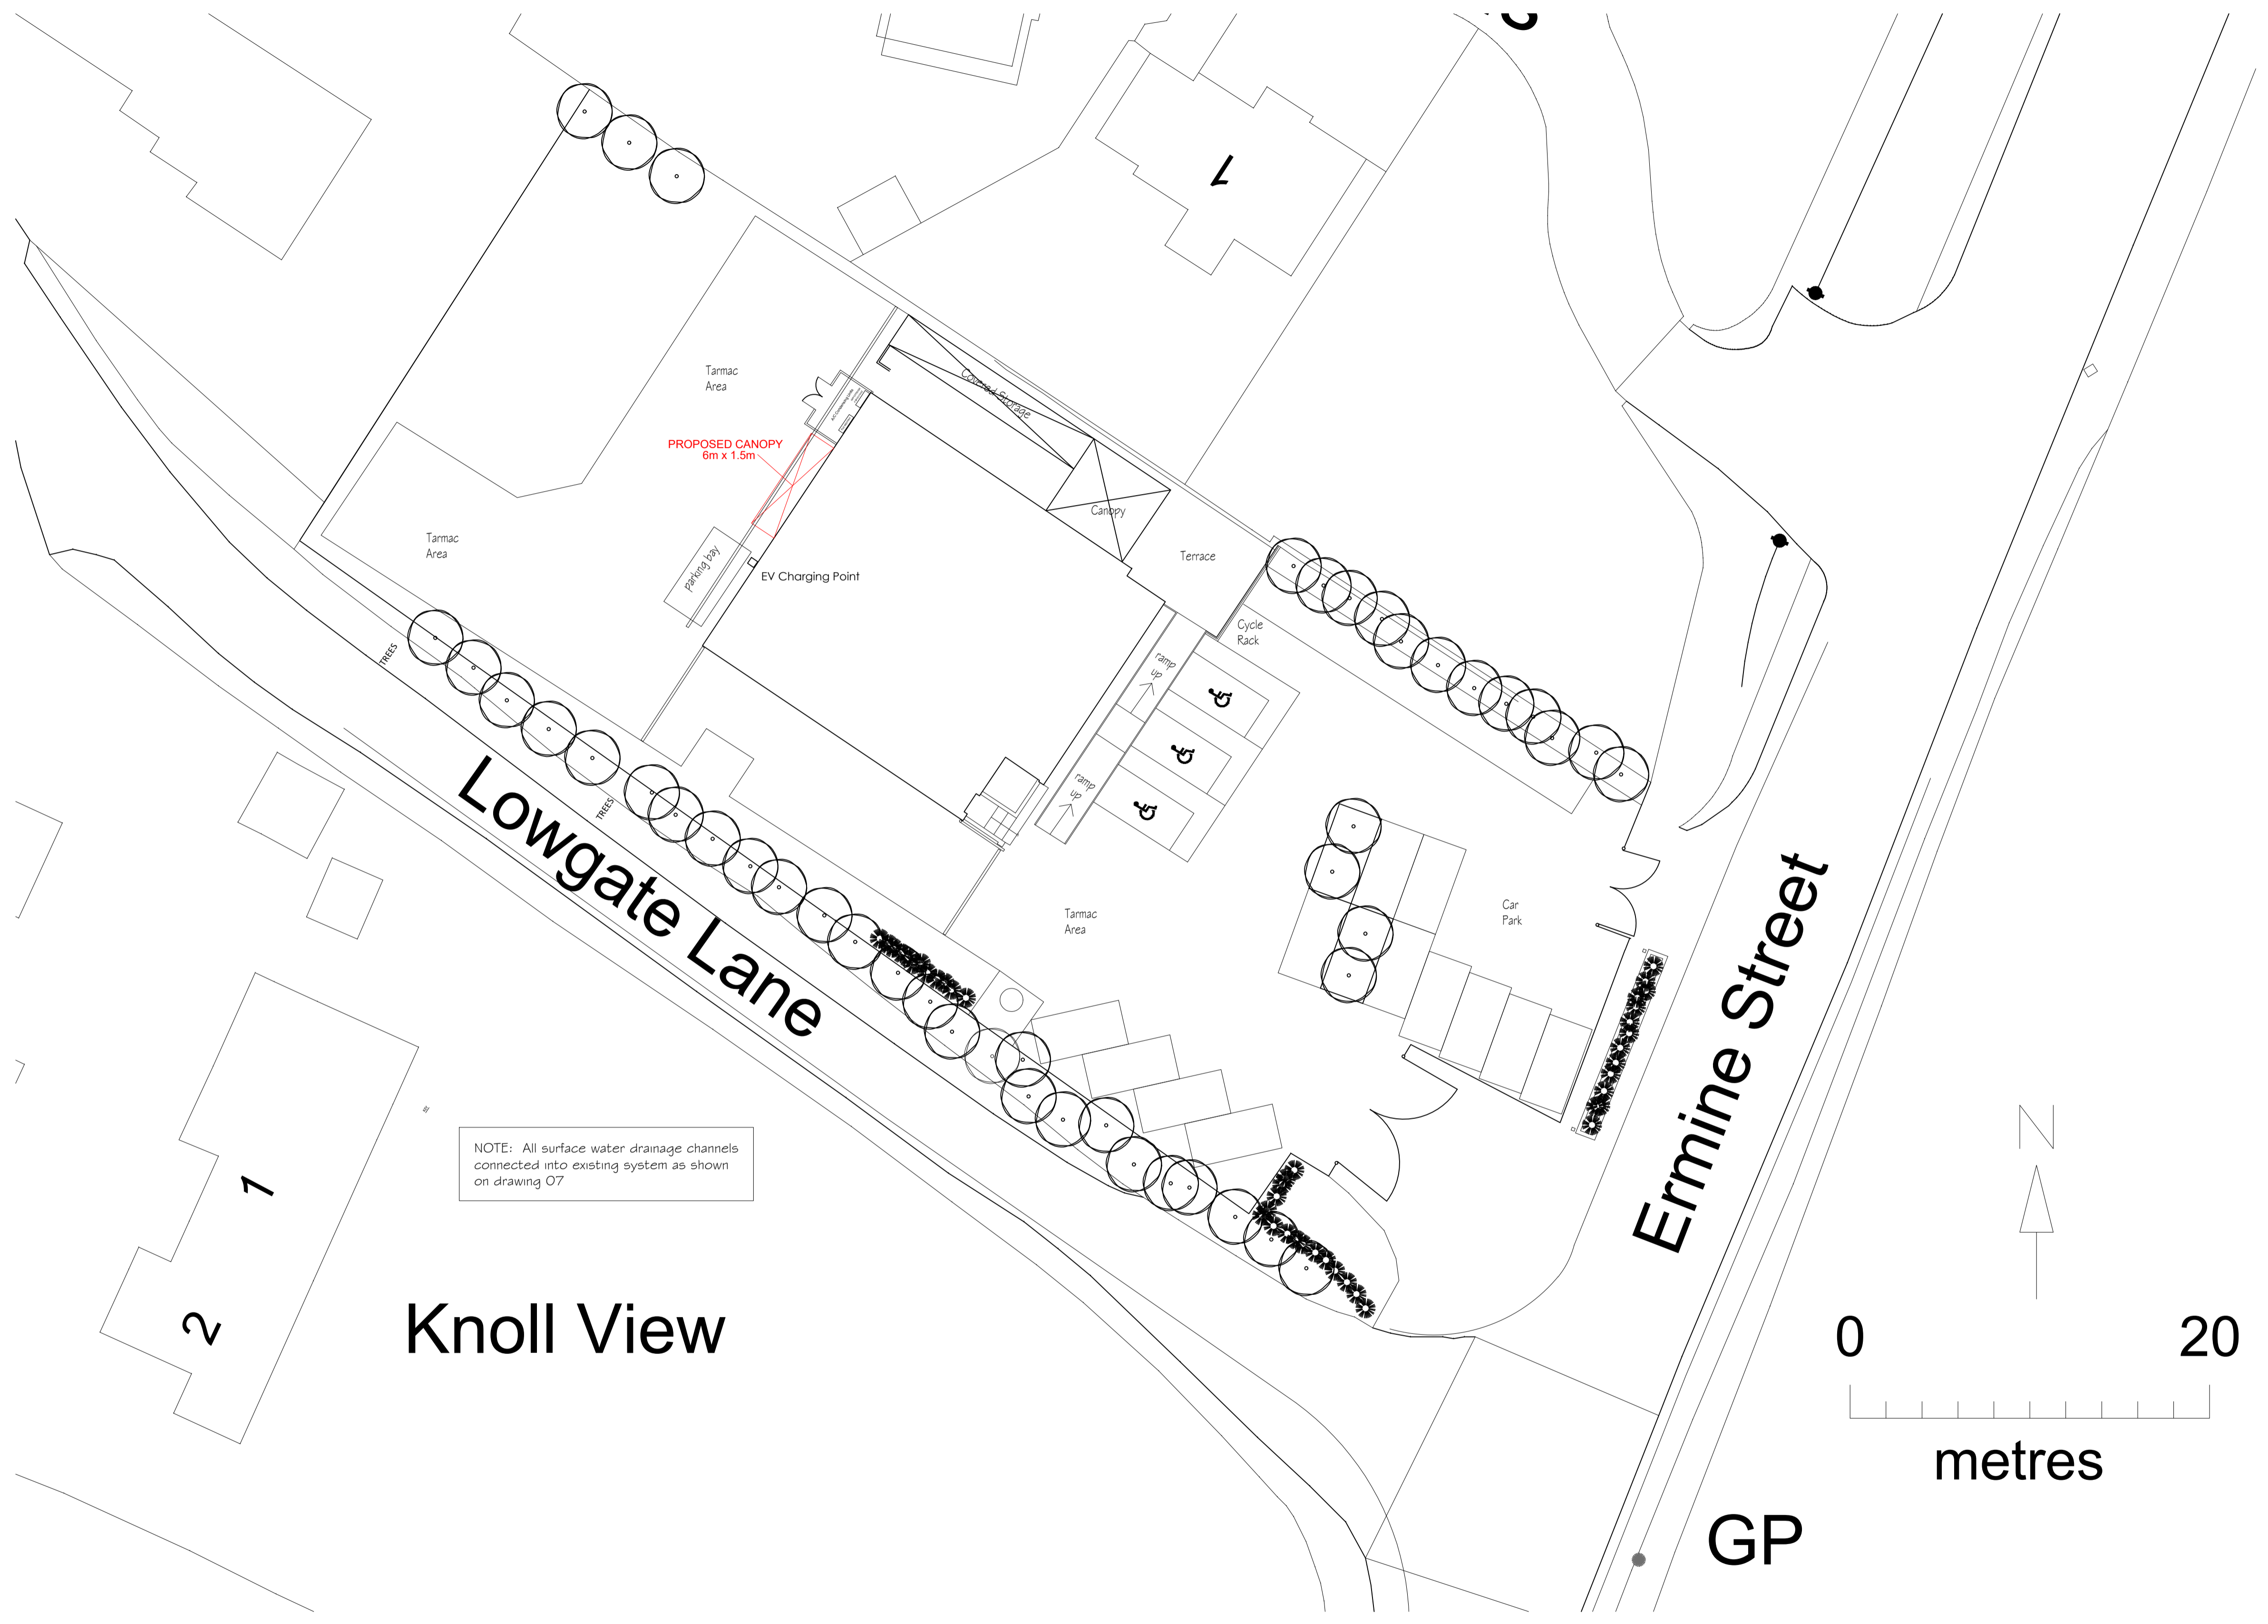 1
Tarmac
Area
Covered Storage
PROPOSED CANOPY
6m x 1.5m
Canopy
Tarmac
Area
parking bay
EV Charging Point
Terrace
Cycle
Rack
ramp
up
TREES
ramp
up
TREES
Lowgate Lane
Tarmac
Area
Car
Park
Ermine Street
NOTE: All surface water drainage channels
connected into existing system as shown
on drawing 07
N
1
2
Knoll View
0 20
metres
GP